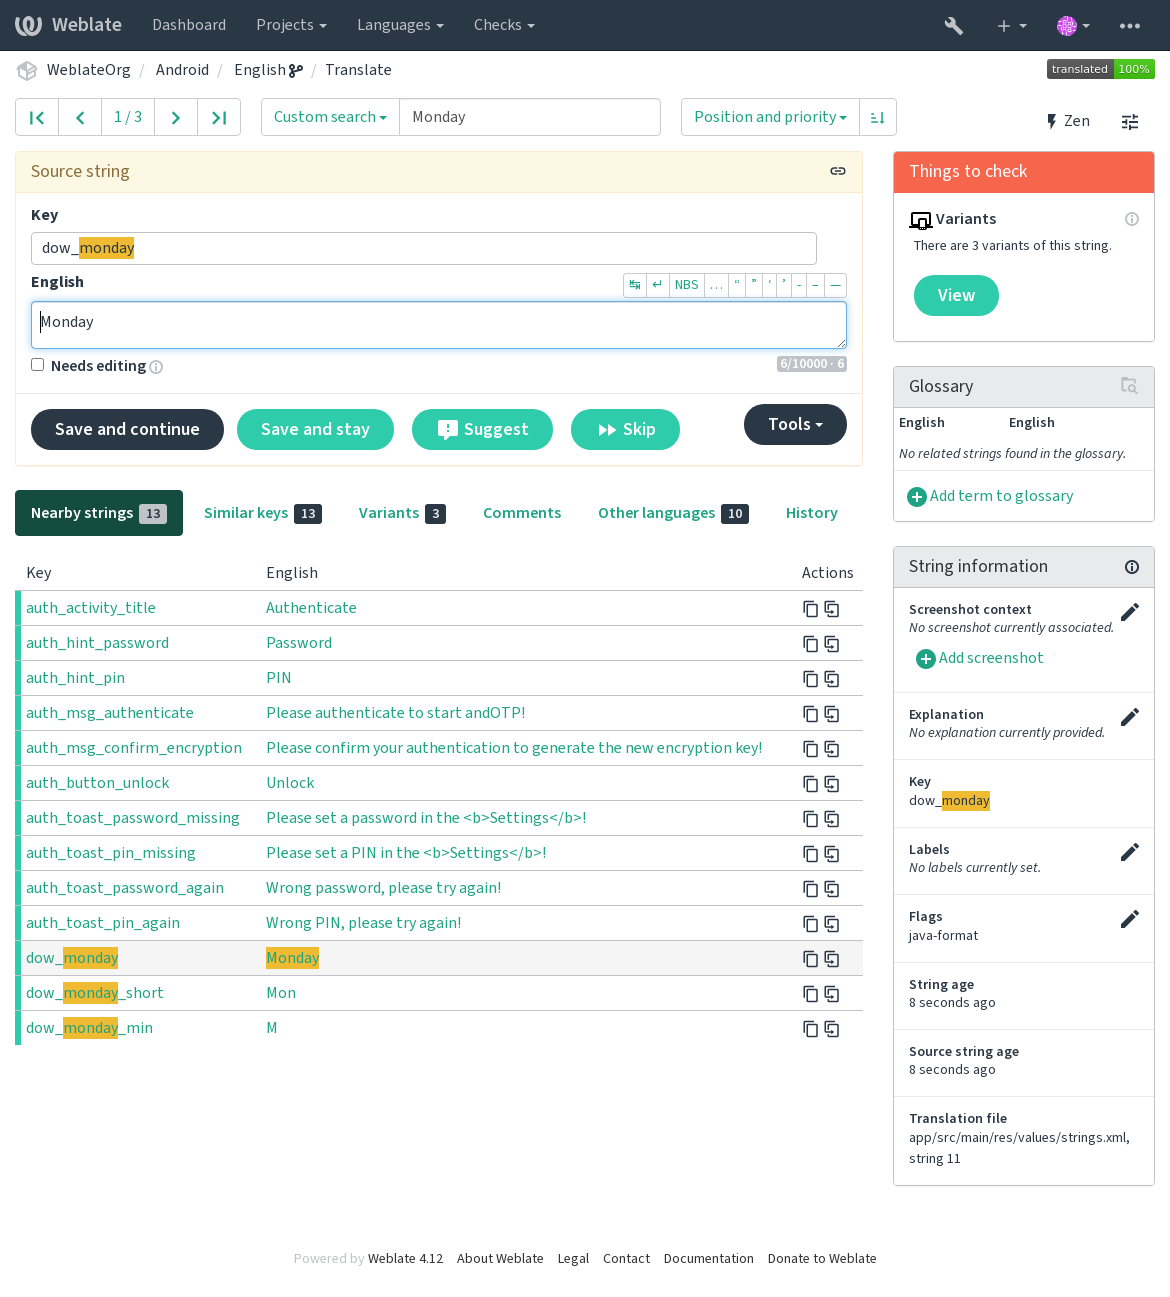 Weblate Dashboard Projects Languages Checks
WeblateOrg / Android / English / Translate translated 100%
1 / 3 Custom search Monday Position and priority Zen
Source string
Key
dow_monday
English
↹ ↵ NBS … “ ” ‘ ’ - – —
Monday
Needs editing 6/10000 · 6
Save and continue Save and stay Suggest Skip Tools
Nearby strings 13 Similar keys 13 Variants 3 Comments Other languages 10 History
Key English Actions
auth_activity_title Authenticate
auth_hint_password Password
auth_hint_pin PIN
auth_msg_authenticate Please authenticate to start andOTP!
auth_msg_confirm_encryption Please confirm your authentication to generate the new encryption key!
auth_button_unlock Unlock
auth_toast_password_missing Please set a password in the <b>Settings</b>!
auth_toast_pin_missing Please set a PIN in the <b>Settings</b>!
auth_toast_password_again Wrong password, please try again!
auth_toast_pin_again Wrong PIN, please try again!
dow_monday Monday
dow_monday_short Mon
dow_monday_min M
Things to check
Variants
There are 3 variants of this string.
View
Glossary
English English
No related strings found in the glossary.
Add term to glossary
String information
Screenshot context
No screenshot currently associated.
Add screenshot
Explanation
No explanation currently provided.
Key
dow_monday
Labels
No labels currently set.
Flags
java-format
String age
8 seconds ago
Source string age
8 seconds ago
Translation file
app/src/main/res/values/strings.xml,
string 11
Powered by Weblate 4.12 About Weblate Legal Contact Documentation Donate to Weblate